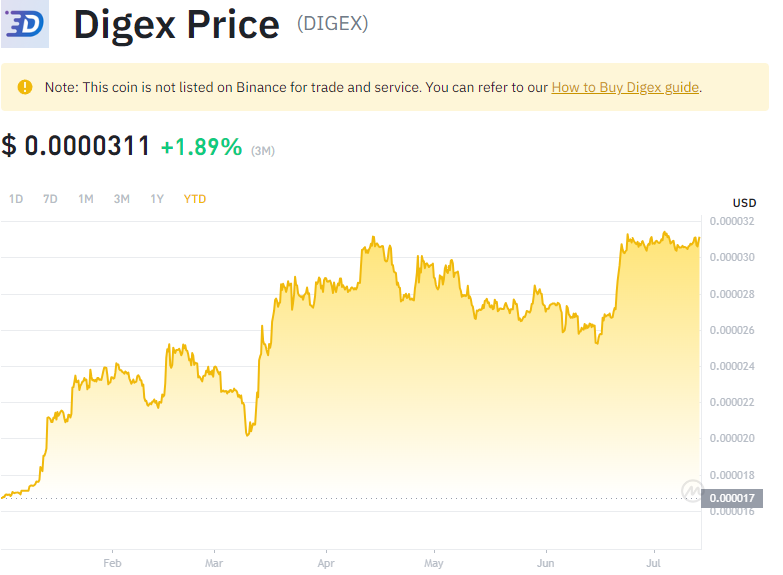 3D
Digex Price (DIGEX)
Note: This coin is not listed on Binance for trade and service. You can refer to our How to Buy Digex guide.
$ 0.0000311 +1.89% (3M)
1D 7D 1M 3M 1Y YTD
USD
0.000032
0.000030
0.000028
0.000026
0.000024
0.000022
0.000020
0.000018
0.000017
0.000016
Feb Mar Apr May Jun Jul